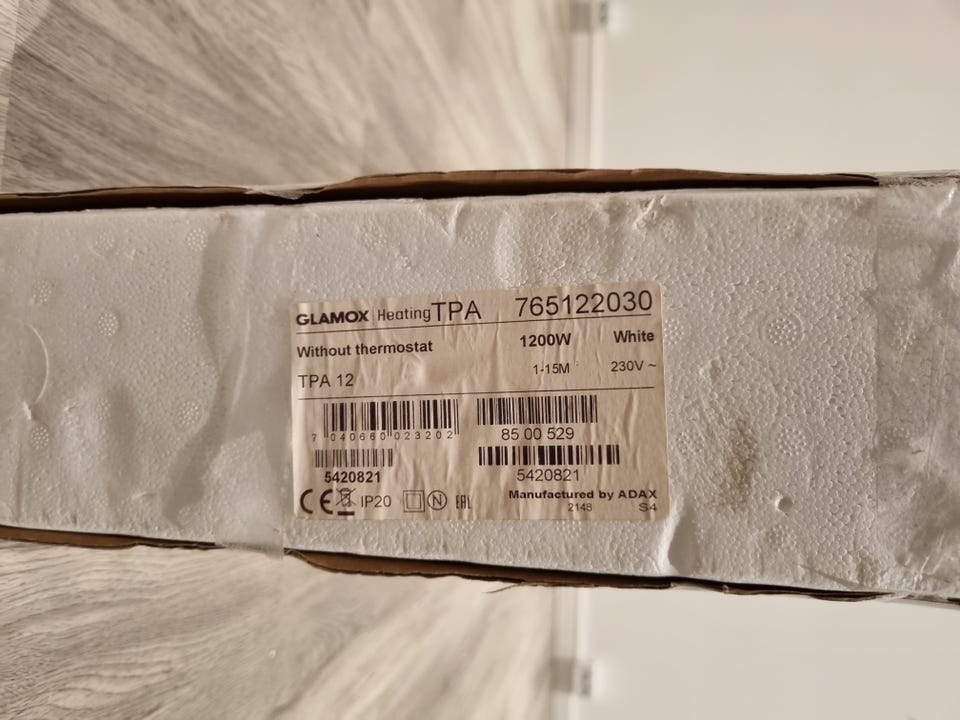 GLAMOX Heating TPA 765122030
Without thermostat 1200W White
TPA 12 1-15M 230V ~
7 040660 023202
85 00 529
5420821
5420821
CE IP20 N EAC
Manufactured by ADAX
2148 S4